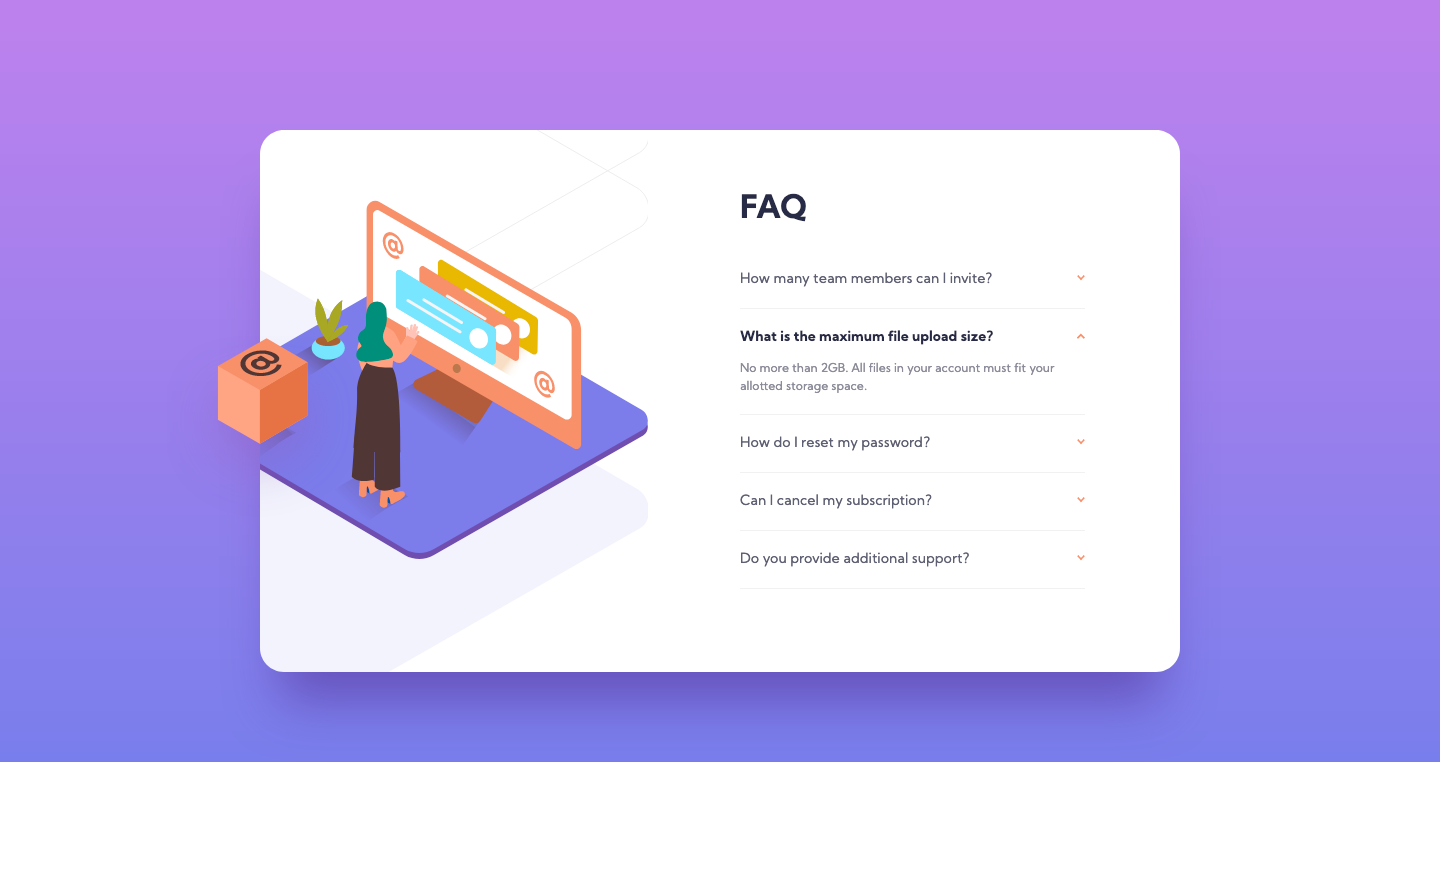 FAQ
How many team members can I invite?
What is the maximum file upload size?
No more than 2GB. All files in your account must fit your
allotted storage space.
How do I reset my password?
Can I cancel my subscription?
Do you provide additional support?
@
@
@